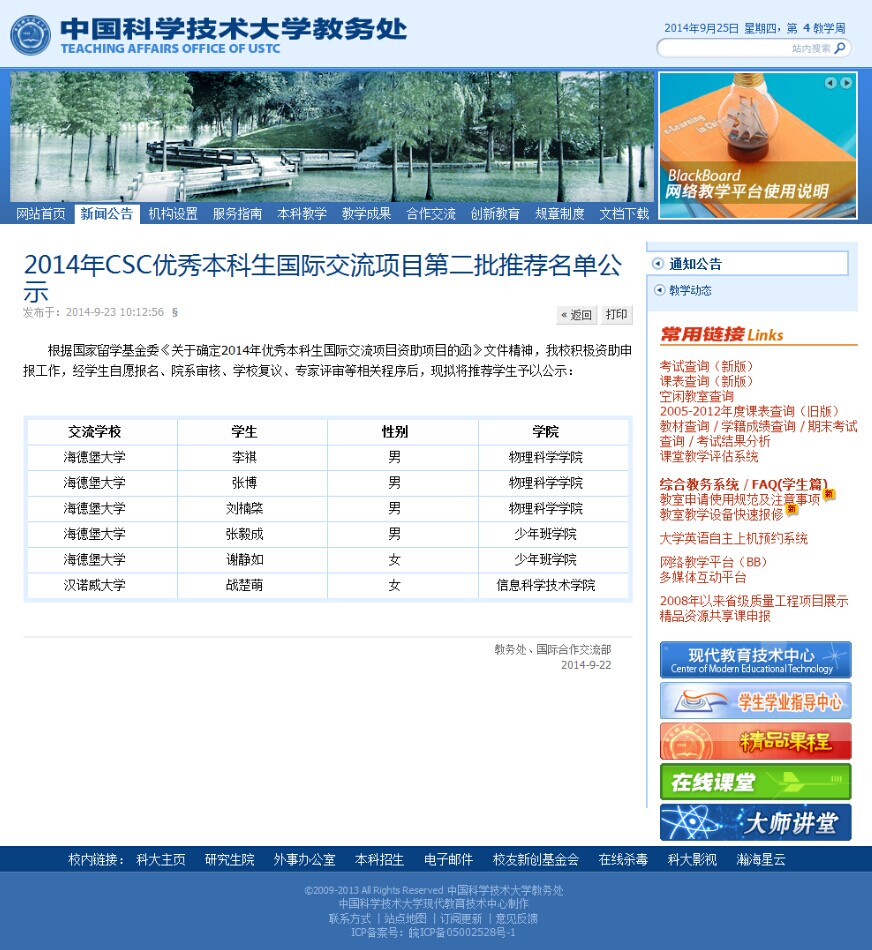 中国科学技术大学教务处
TEACHING AFFAIRS OFFICE OF USTC
2014年9月25日 星期四，第 4 教学周
站内搜索
e-Learning
BlackBoard
网络教学平台使用说明
网站首页 新闻公告 机构设置 服务指南 本科教学 教学成果 合作交流 创新教育 规章制度 文档下载
2014年CSC优秀本科生国际交流项目第二批推荐名单公
示
发布于：2014-9-23 10:12:56 §
« 返回 打印
根据国家留学基金委《关于确定2014年优秀本科生国际交流项目资助项目的函》文件精神，我校积极资助申
报工作，经学生自愿报名、院系审核、学校复议、专家评审等相关程序后，现拟将推荐学生予以公示：
交流学校 学生 性别 学院
海德堡大学 李祺 男 物理科学学院
海德堡大学 张博 男 物理科学学院
海德堡大学 刘楠棨 男 物理科学学院
海德堡大学 张毅成 男 少年班学院
海德堡大学 谢静如 女 少年班学院
汉诺威大学 战楚萌 女 信息科学技术学院
教务处、国际合作交流部
2014-9-22
通知公告
教学动态
常用链接 Links
考试查询（新版）
课表查询（新版）
空闲教室查询
2005-2012年度课表查询（旧版）
教材查询 / 学籍成绩查询 / 期末考试
查询 / 考试结果分析
课堂教学评估系统
综合教务系统 / FAQ(学生篇)
教室申请使用规范及注意事项 新
教室教学设备快速报修 新
大学英语自主上机预约系统
网络教学平台（BB）
多媒体互动平台
2008年以来省级质量工程项目展示
精品资源共享课申报
现代教育技术中心
Center of Modern Educational Technology
学生学业指导中心
精品课程
在线课堂
大师讲堂
校内链接： 科大主页 研究生院 外事办公室 本科招生 电子邮件 校友新创基金会 在线杀毒 科大影视 瀚海星云
©2009-2013 All Rights Reserved 中国科学技术大学教务处
中国科学技术大学现代教育技术中心制作
联系方式 | 站点地图 | 订阅更新 | 意见反馈
ICP备案号：皖ICP备05002528号-1